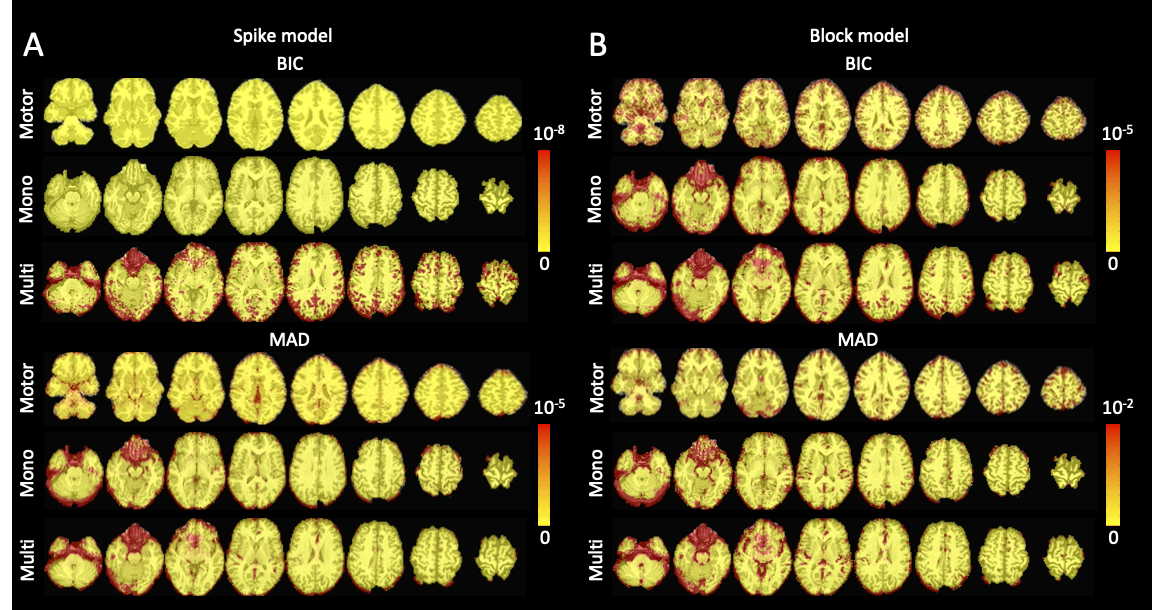 A
Spike model
BIC
Motor
Mono
Multi
10-8
0
MAD
Motor
Mono
Multi
10-5
0
B
Block model
BIC
Motor
Mono
Multi
10-5
0
MAD
Motor
Mono
Multi
10-2
0